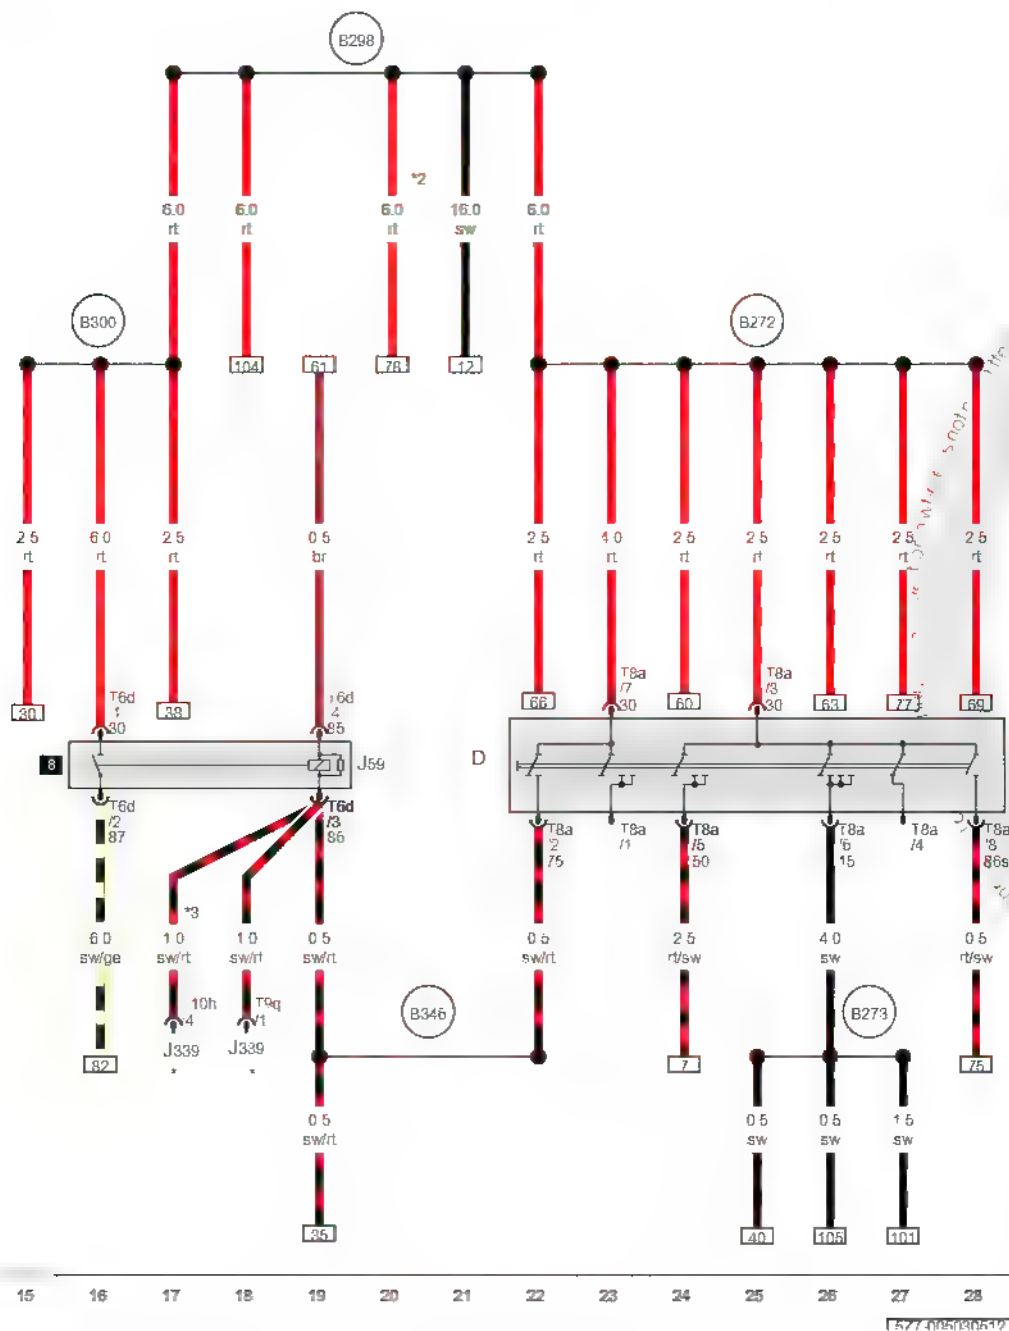 B298
*2
6.0 6.0 6.0 16.0 6.0
rt rt rt sw rt
B300 B272
104 61 78 12
2.5 6.0 2.5 0.5 2.5 4.0 2.5 2.5 2.5 2.5 2.5
rt rt rt br rt rt rt rt rt rt rt
T6d T6d T8a T8a
/4 /7 /3
30 30 38 85 66 30 60 30 63 77 69
8 J59 D
T6d T6d T8a T8a T8a T8a T8a T8a
/2 /3 /2 /1 /5 /6 /4 /8
87 86 75 50 15 86s
*3
6.0 1.0 1.0 0.5 0.5 2.5 4.0 0.5
sw/ge sw/rt sw/rt sw/rt sw/rt rt/sw sw rt/sw
10h T9q B346 B273
/4 /1
82 J339 J339 7 75
* *
0.5 0.5 0.5 1.5
sw/rt sw sw sw
35 40 105 101
15 16 17 18 19 20 21 22 23 24 25 26 27 28